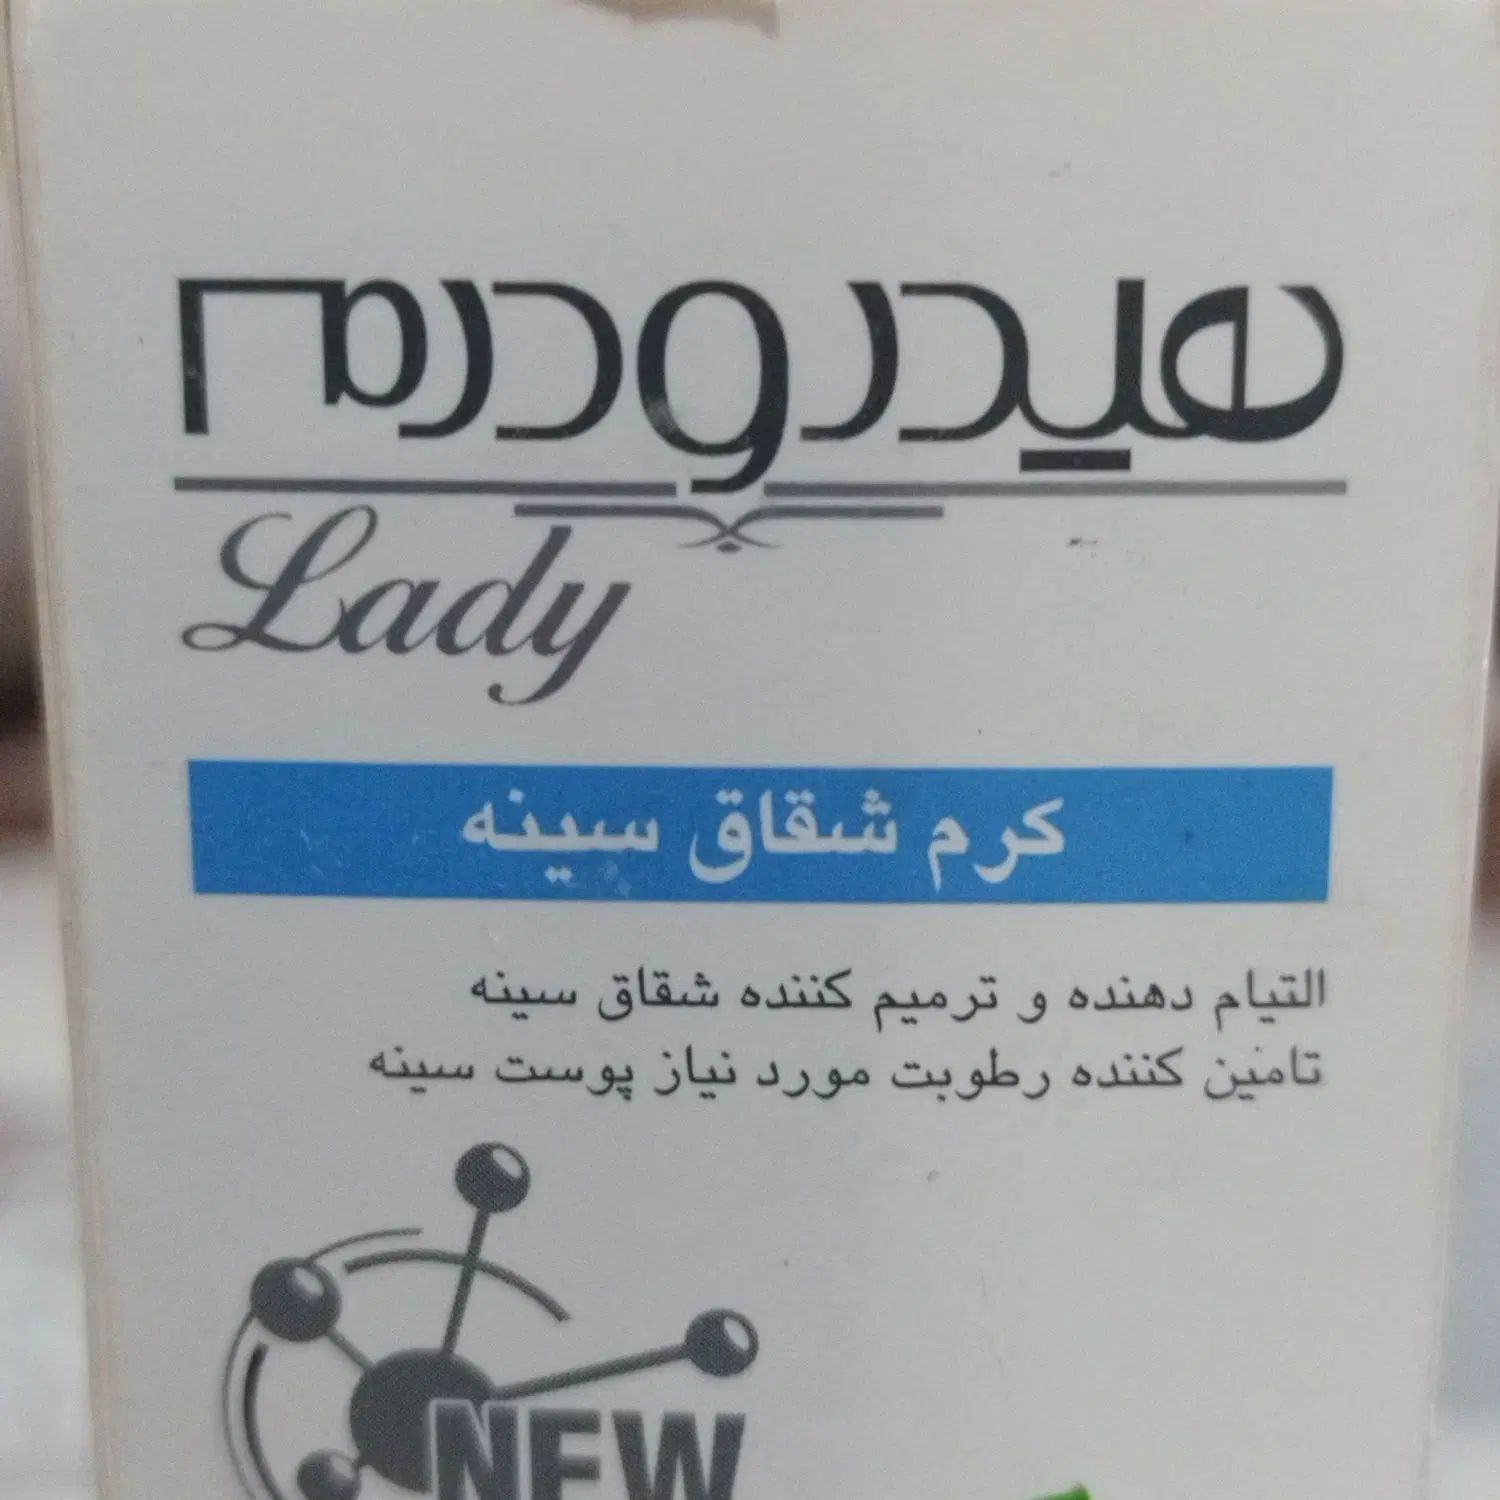 هیدرودرم
Lady
کرم شقاق سینه
التیام دهنده و ترمیم کننده شقاق سینه
تامین کننده رطوبت مورد نیاز پوست سینه
NEW